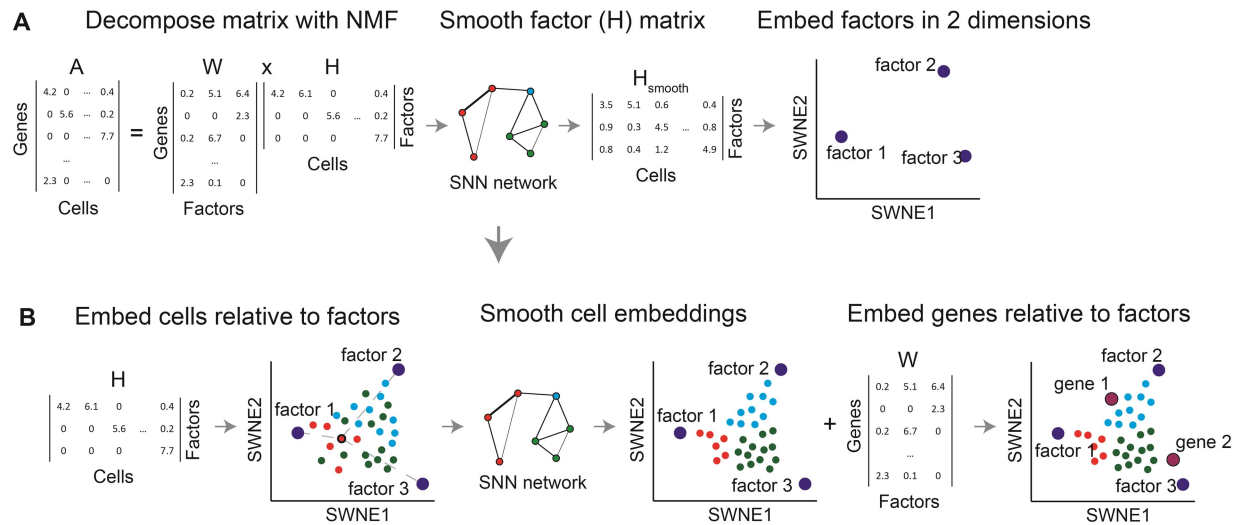 A
Decompose matrix with NMF
Smooth factor (H) matrix
Embed factors in 2 dimensions
A
Genes
4.2 0 ... 0.4
0 5.6 ... 0.2
0 0 ... 7.7
...
2.3 0 ... 0
Cells
=
W
Genes
0.2 5.1 6.4
0 0 2.3
0.2 6.7 0
...
2.3 0.1 0
Factors
x
H
4.2 6.1 0 0.4
0 0 5.6 ... 0.2
0 0 0 7.7
Factors
Cells
SNN network
Hsmooth
3.5 5.1 0.6 0.4
0.9 0.3 4.5 ... 0.8
0.8 0.4 1.2 4.9
Factors
Cells
SWNE2
factor 2
factor 1
factor 3
SWNE1
B
Embed cells relative to factors
Smooth cell embeddings
Embed genes relative to factors
H
4.2 6.1 0 0.4
0 0 5.6 ... 0.2
0 0 0 7.7
Factors
Cells
SWNE2
factor 2
factor 1
factor 3
SWNE1
SNN network
SWNE2
factor 2
factor 1
factor 3
SWNE1
+
W
Genes
0.2 5.1 6.4
0 0 2.3
0.2 6.7 0
...
2.3 0.1 0
Factors
SWNE2
factor 2
gene 1
factor 1
gene 2
factor 3
SWNE1